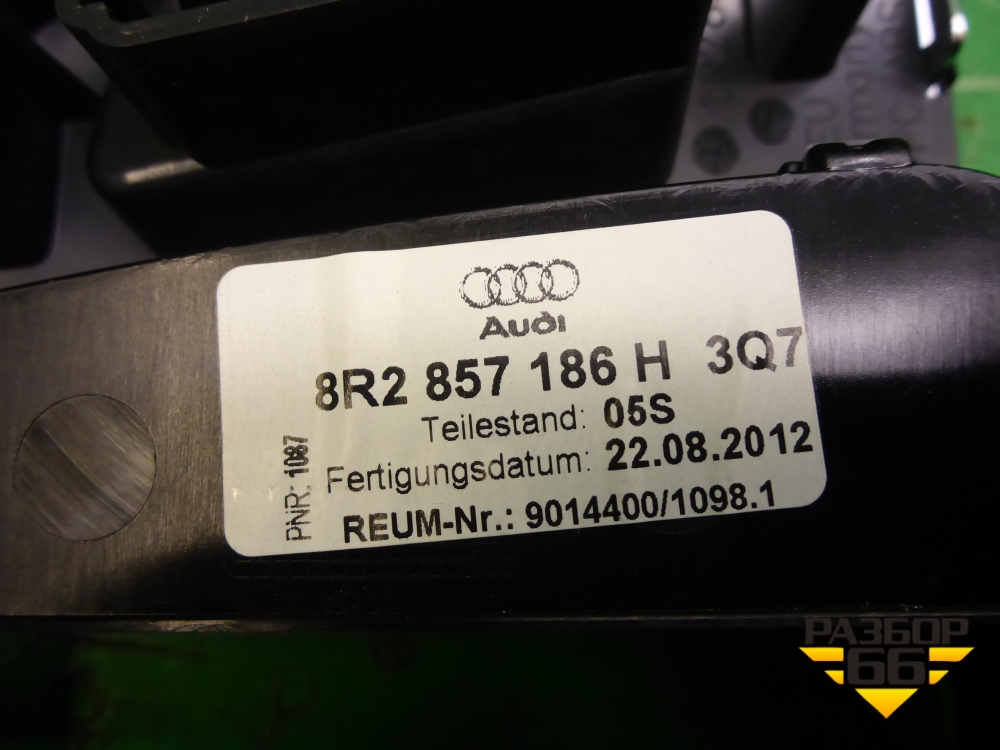 Audi
8R2 857 186 H 3Q7
Teilestand: 05S
Fertigungsdatum: 22.08.2012
REUM-Nr.: 9014400/1098.1
PNR: 1087
РАЗБОР
66